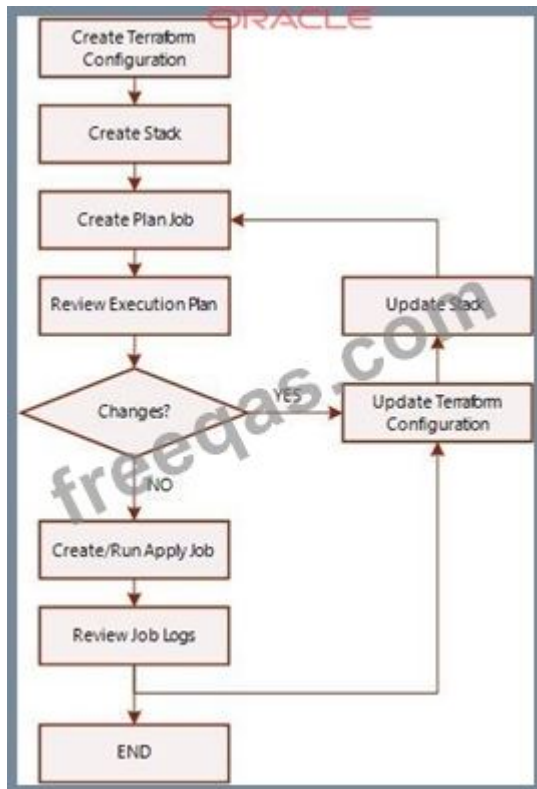 ORACLE
Create Terraform
Configuration
Create Stack
Create Plan Job
Review Execution Plan
Update Stack
Changes?
YES
Update Terraform
Configuration
NO
Create/Run Apply Job
Review Job Logs
END
freeqas.com